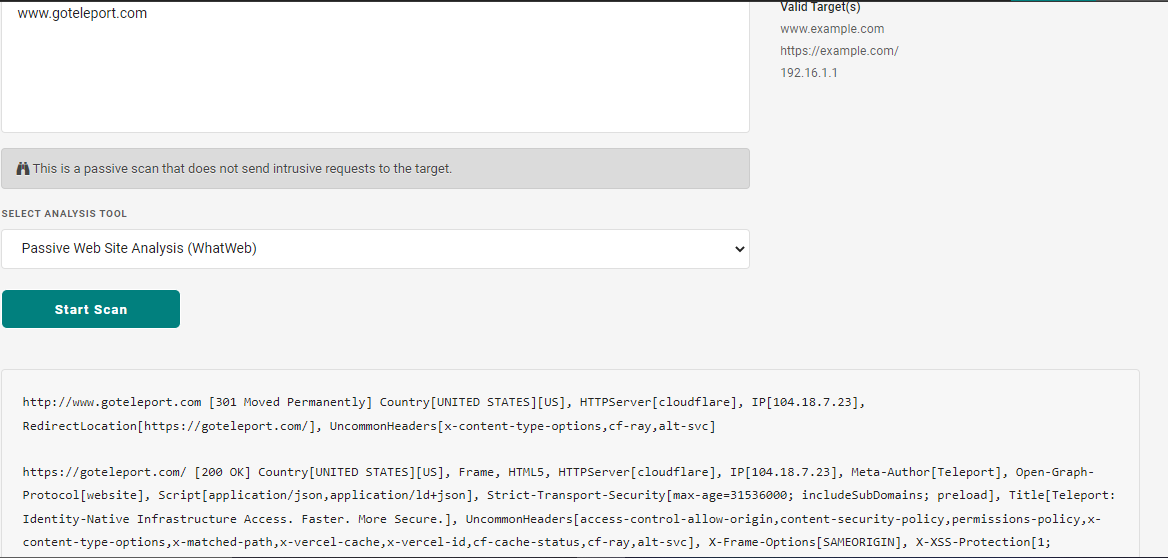 www.goteleport.com
Valid Target(s)
www.example.com
https://example.com/
192.16.1.1
This is a passive scan that does not send intrusive requests to the target.
SELECT ANALYSIS TOOL
Passive Web Site Analysis (WhatWeb)
Start Scan
http://www.goteleport.com [301 Moved Permanently] Country[UNITED STATES][US], HTTPServer[cloudflare], IP[104.18.7.23],
RedirectLocation[https://goteleport.com/], UncommonHeaders[x-content-type-options,cf-ray,alt-svc]
https://goteleport.com/ [200 OK] Country[UNITED STATES][US], Frame, HTML5, HTTPServer[cloudflare], IP[104.18.7.23], Meta-Author[Teleport], Open-Graph-
Protocol[website], Script[application/json,application/ld+json], Strict-Transport-Security[max-age=31536000; includeSubDomains; preload], Title[Teleport:
Identity-Native Infrastructure Access. Faster. More Secure.], UncommonHeaders[access-control-allow-origin,content-security-policy,permissions-policy,x-
content-type-options,x-matched-path,x-vercel-cache,x-vercel-id,cf-cache-status,cf-ray,alt-svc], X-Frame-Options[SAMEORIGIN], X-XSS-Protection[1;